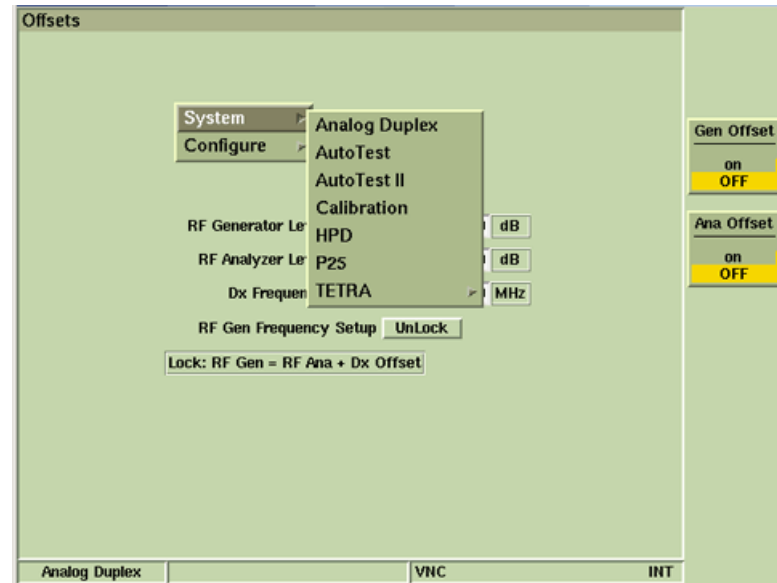 Offsets
System
Configure
Analog Duplex
AutoTest
AutoTest II
Calibration
HPD
P25
TETRA
RF Generator Le
dB
RF Analyzer Le
dB
Dx Frequen
MHz
RF Gen Frequency Setup UnLock
Lock: RF Gen = RF Ana + Dx Offset
Gen Offset
on
OFF
Ana Offset
on
OFF
Analog Duplex VNC INT